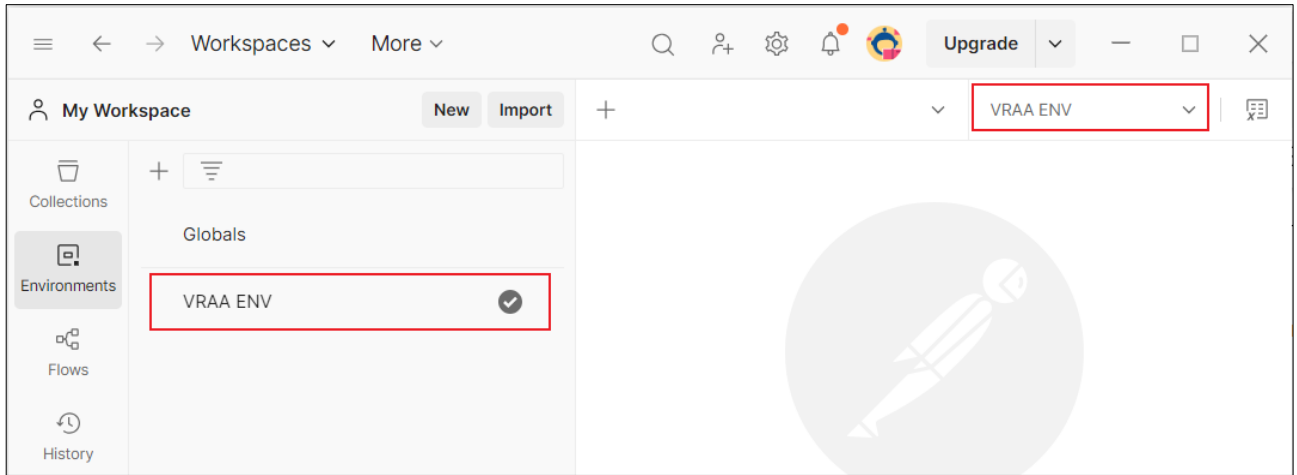 Workspaces More Upgrade
My Workspace New Import VRAA ENV
Collections
Globals
Environments
VRAA ENV
Flows
History